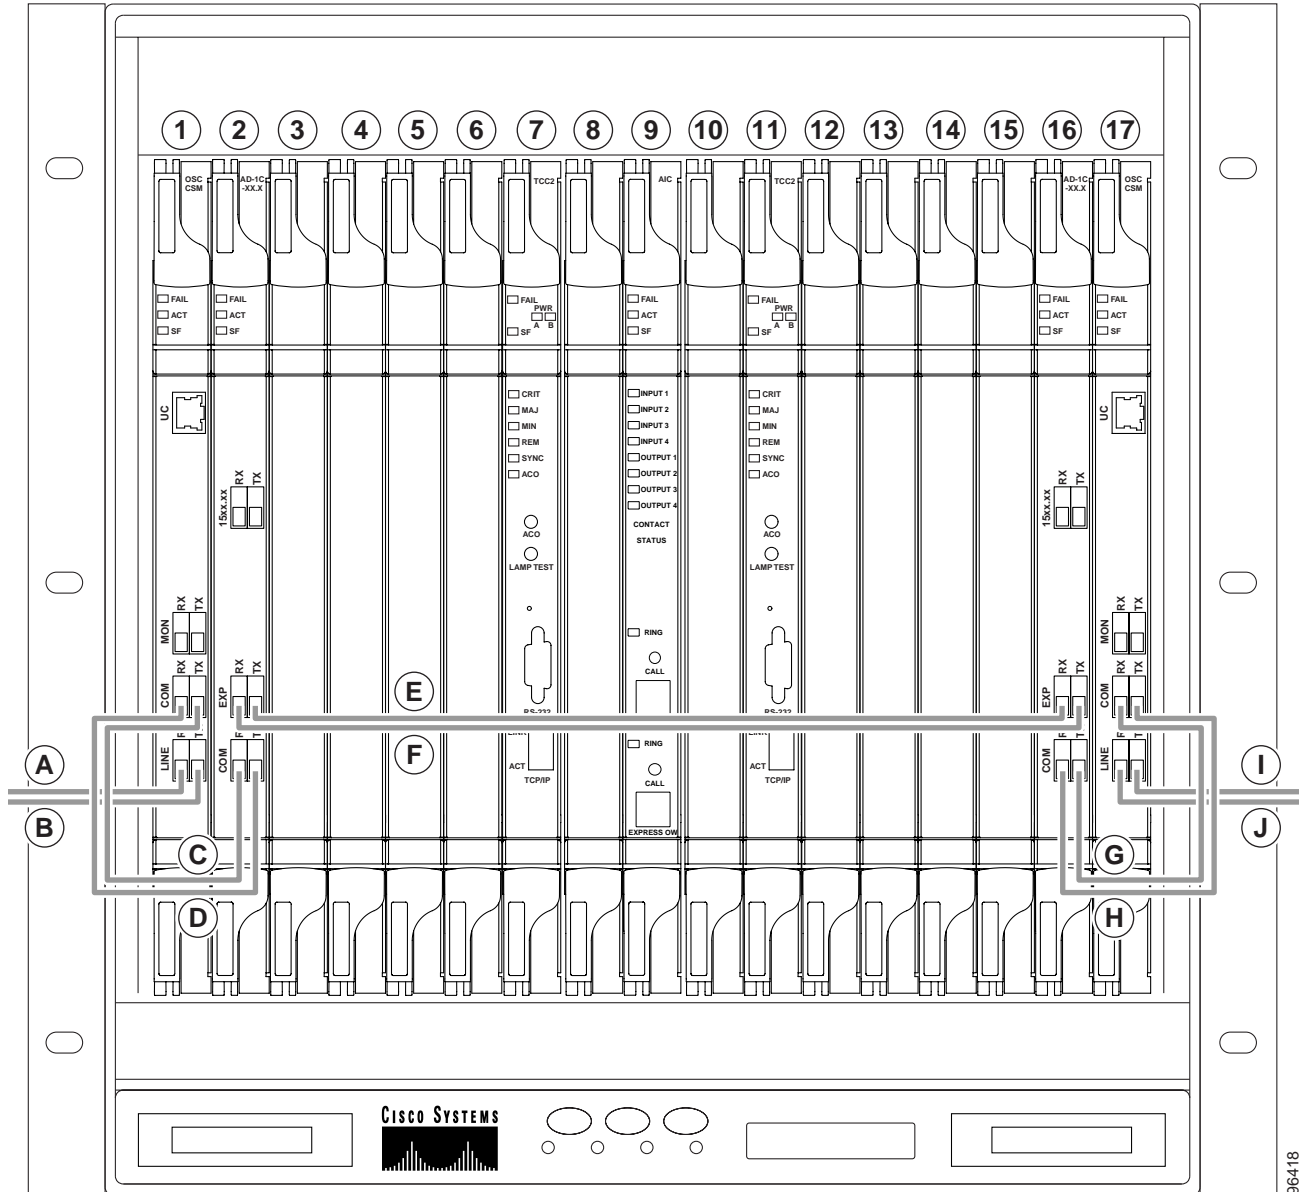 1 2 3 4 5 6 7 8 9 10 11 12 13 14 15 16 17
OSC CSM
AD-1C -XX.X
TCC2
AIC
TCC2
AD-1C -XX.X
OSC CSM
FAIL
ACT
SF
FAIL
ACT
SF
FAIL
PWR
A B
SF
FAIL
ACT
SF
FAIL
PWR
A B
SF
FAIL
ACT
SF
FAIL
ACT
SF
UC
CRIT
MAJ
MIN
REM
SYNC
ACO
INPUT 1
INPUT 2
INPUT 3
INPUT 4
OUTPUT 1
OUTPUT 2
OUTPUT 3
OUTPUT 4
CONTACT
STATUS
CRIT
MAJ
MIN
REM
SYNC
ACO
UC
15xx.xx RX TX
ACO
LAMP TEST
ACO
LAMP TEST
15xx.xx RX TX
MON RX TX
RING
CALL
MON RX TX
COM RX TX
EXP RX TX
E
RS-232
RS-232
EXP RX TX
COM RX TX
A
B
LINE
COM
F
LINK
ACT
TCP/IP
RING
CALL
EXPRESS OW
LINK
ACT
TCP/IP
COM
LINE
I
J
C
D
G
H
CISCO SYSTEMS
96418